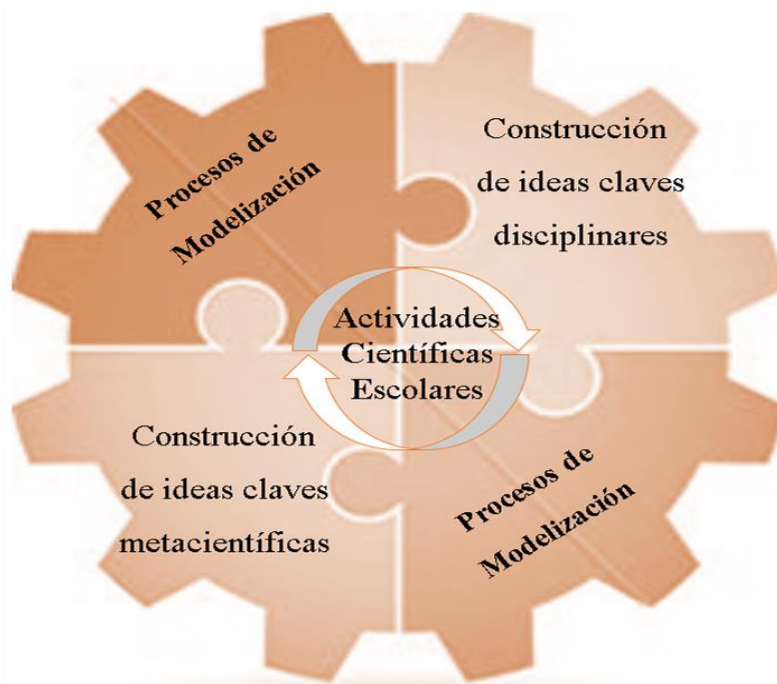 Procesos de
Modelización
Construcción
de ideas claves
disciplinares
Actividades
Científicas
Escolares
Construcción
de ideas claves
metacientíficas
Procesos de
Modelización